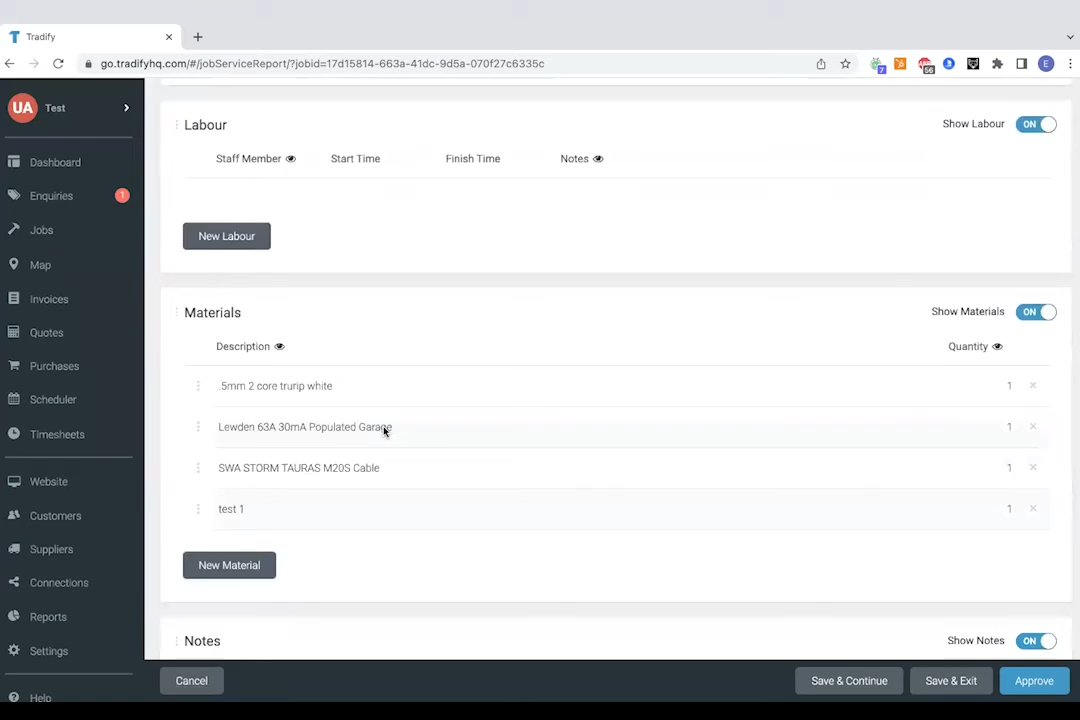 Tradify
go.tradifyhq.com/#/jobServiceReport/?jobid=17d15814-663a-41dc-9d5a-070f27c6335c
7
56
E
UA
Test
Dashboard
Enquiries
1
Jobs
Map
Invoices
Quotes
Purchases
Scheduler
Timesheets
Website
Customers
Suppliers
Connections
Reports
Settings
Help
Labour
Show Labour
ON
Staff Member
Start Time
Finish Time
Notes
New Labour
Materials
Show Materials
ON
Description
Quantity
.5mm 2 core trurip white
1
Lewden 63A 30mA Populated Garage
1
SWA STORM TAURAS M20S Cable
1
test 1
1
New Material
Notes
Show Notes
ON
Cancel
Save & Continue
Save & Exit
Approve